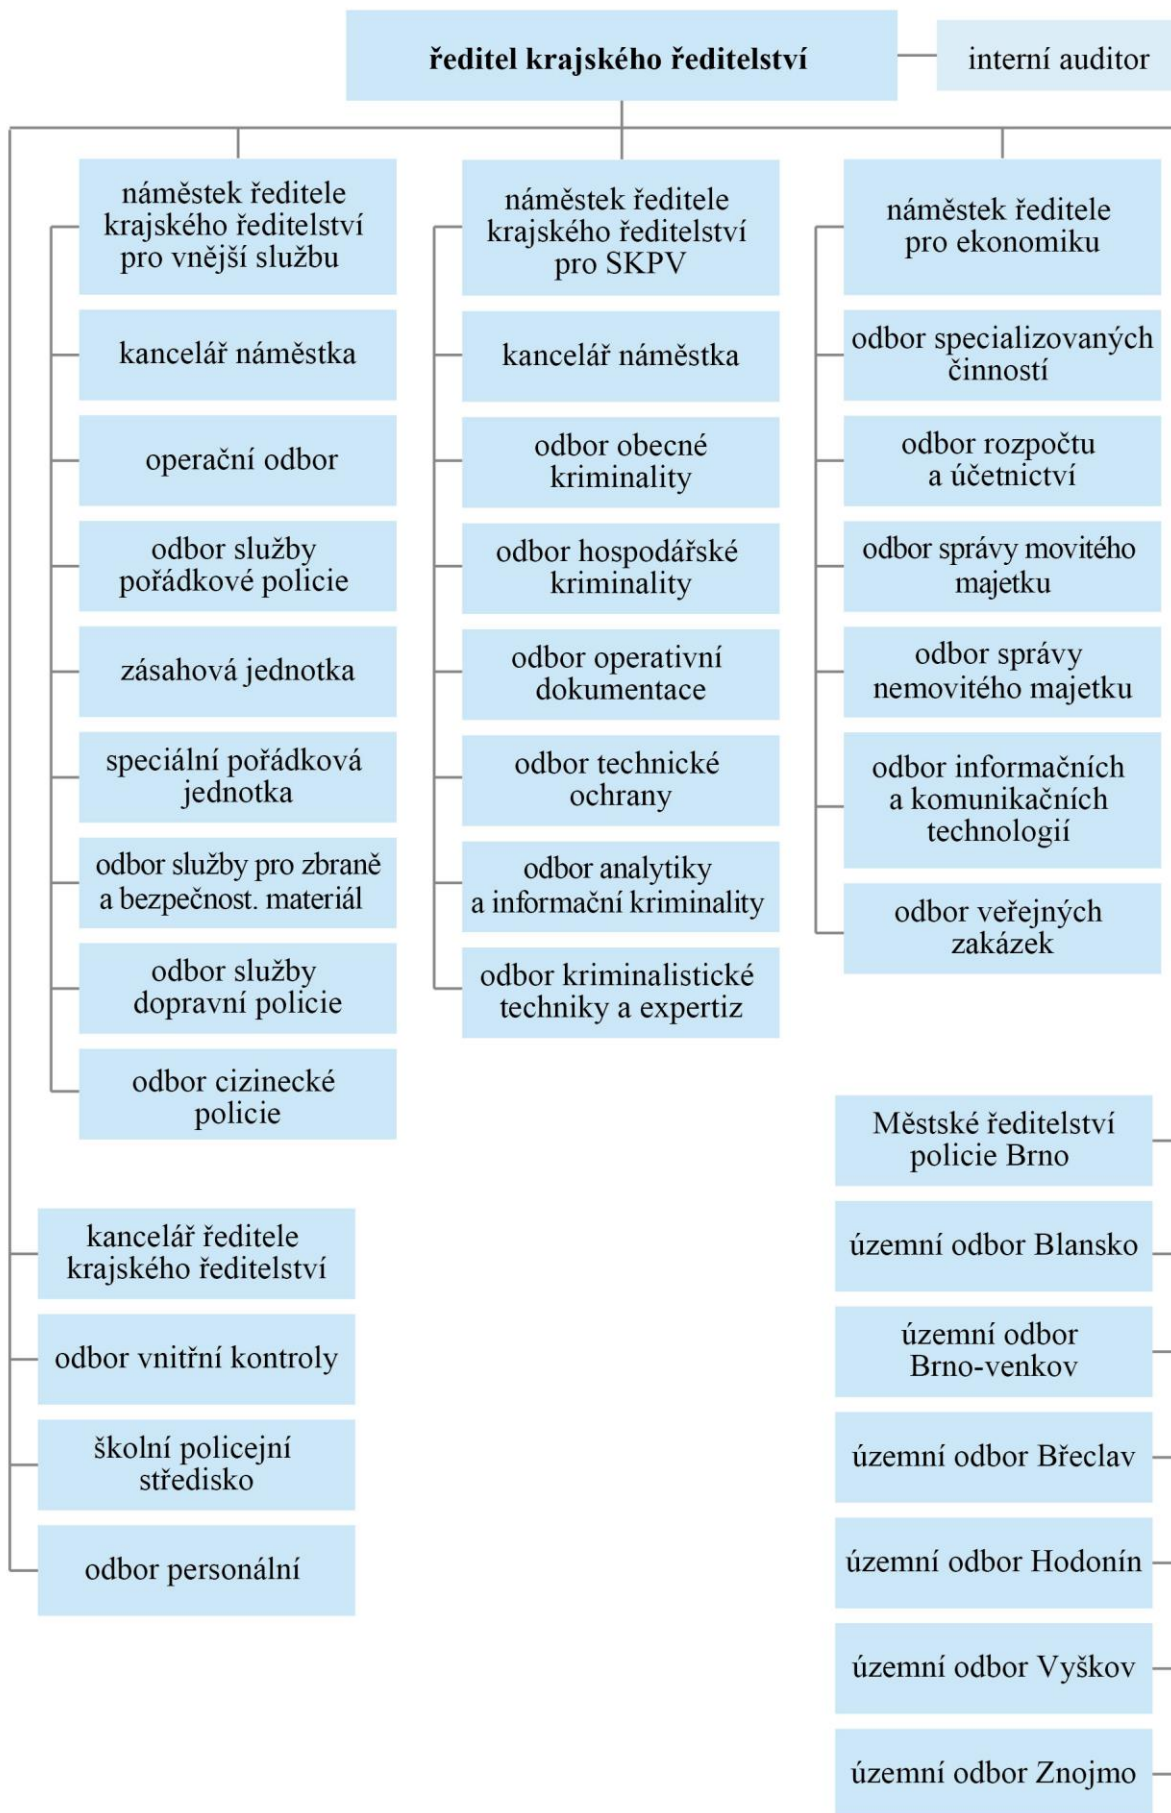 ředitel krajského ředitelství
interní auditor
náměstek ředitele
krajského ředitelství
pro vnější službu
kancelář náměstka
operační odbor
odbor služby
pořádkové policie
zásahová jednotka
speciální pořádková
jednotka
odbor služby pro zbraně
a bezpečnost. materiál
odbor služby
dopravní policie
odbor cizinecké
policie
náměstek ředitele
krajského ředitelství
pro SKPV
kancelář náměstka
odbor obecné
kriminality
odbor hospodářské
kriminality
odbor operativní
dokumentace
odbor technické
ochrany
odbor analytiky
a informační kriminality
odbor kriminalistické
techniky a expertiz
náměstek ředitele
pro ekonomiku
odbor specializovaných
činností
odbor rozpočtu
a účetnictví
odbor správy movitého
majetku
odbor správy
nemovitého majetku
odbor informačních
a komunikačních
technologií
odbor veřejných
zakázek
kancelář ředitele
krajského ředitelství
odbor vnitřní kontroly
školní policejní
středisko
odbor personální
Městské ředitelství
policie Brno
územní odbor Blansko
územní odbor
Brno-venkov
územní odbor Břeclav
územní odbor Hodonín
územní odbor Vyškov
územní odbor Znojmo